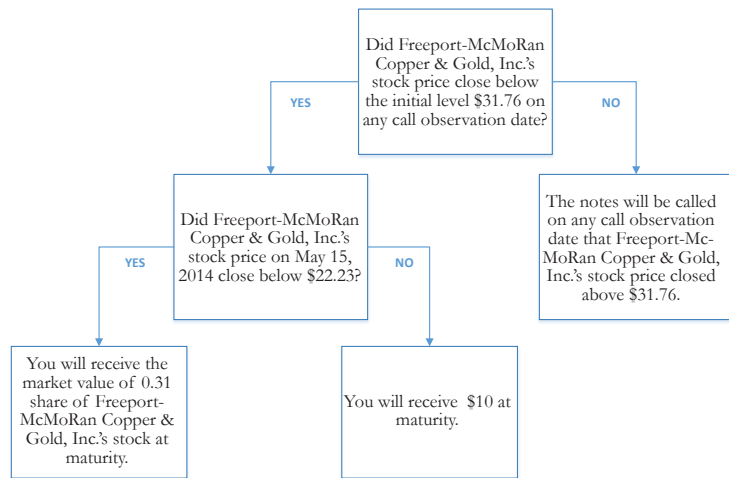 Did Freeport-McMoRan
Copper & Gold, Inc.'s
stock price close below
the initial level $31.76 on
any call observation date?
YES
NO
Did Freeport-McMoRan
Copper & Gold, Inc.'s
stock price on May 15,
2014 close below $22.23?
The notes will be called
on any call observation
date that Freeport-Mc-
MoRan Copper & Gold,
Inc.'s stock price closed
above $31.76.
YES
NO
You will receive the
market value of 0.31
share of Freeport-
McMoRan Copper &
Gold, Inc.'s stock at
maturity.
You will receive $10 at
maturity.